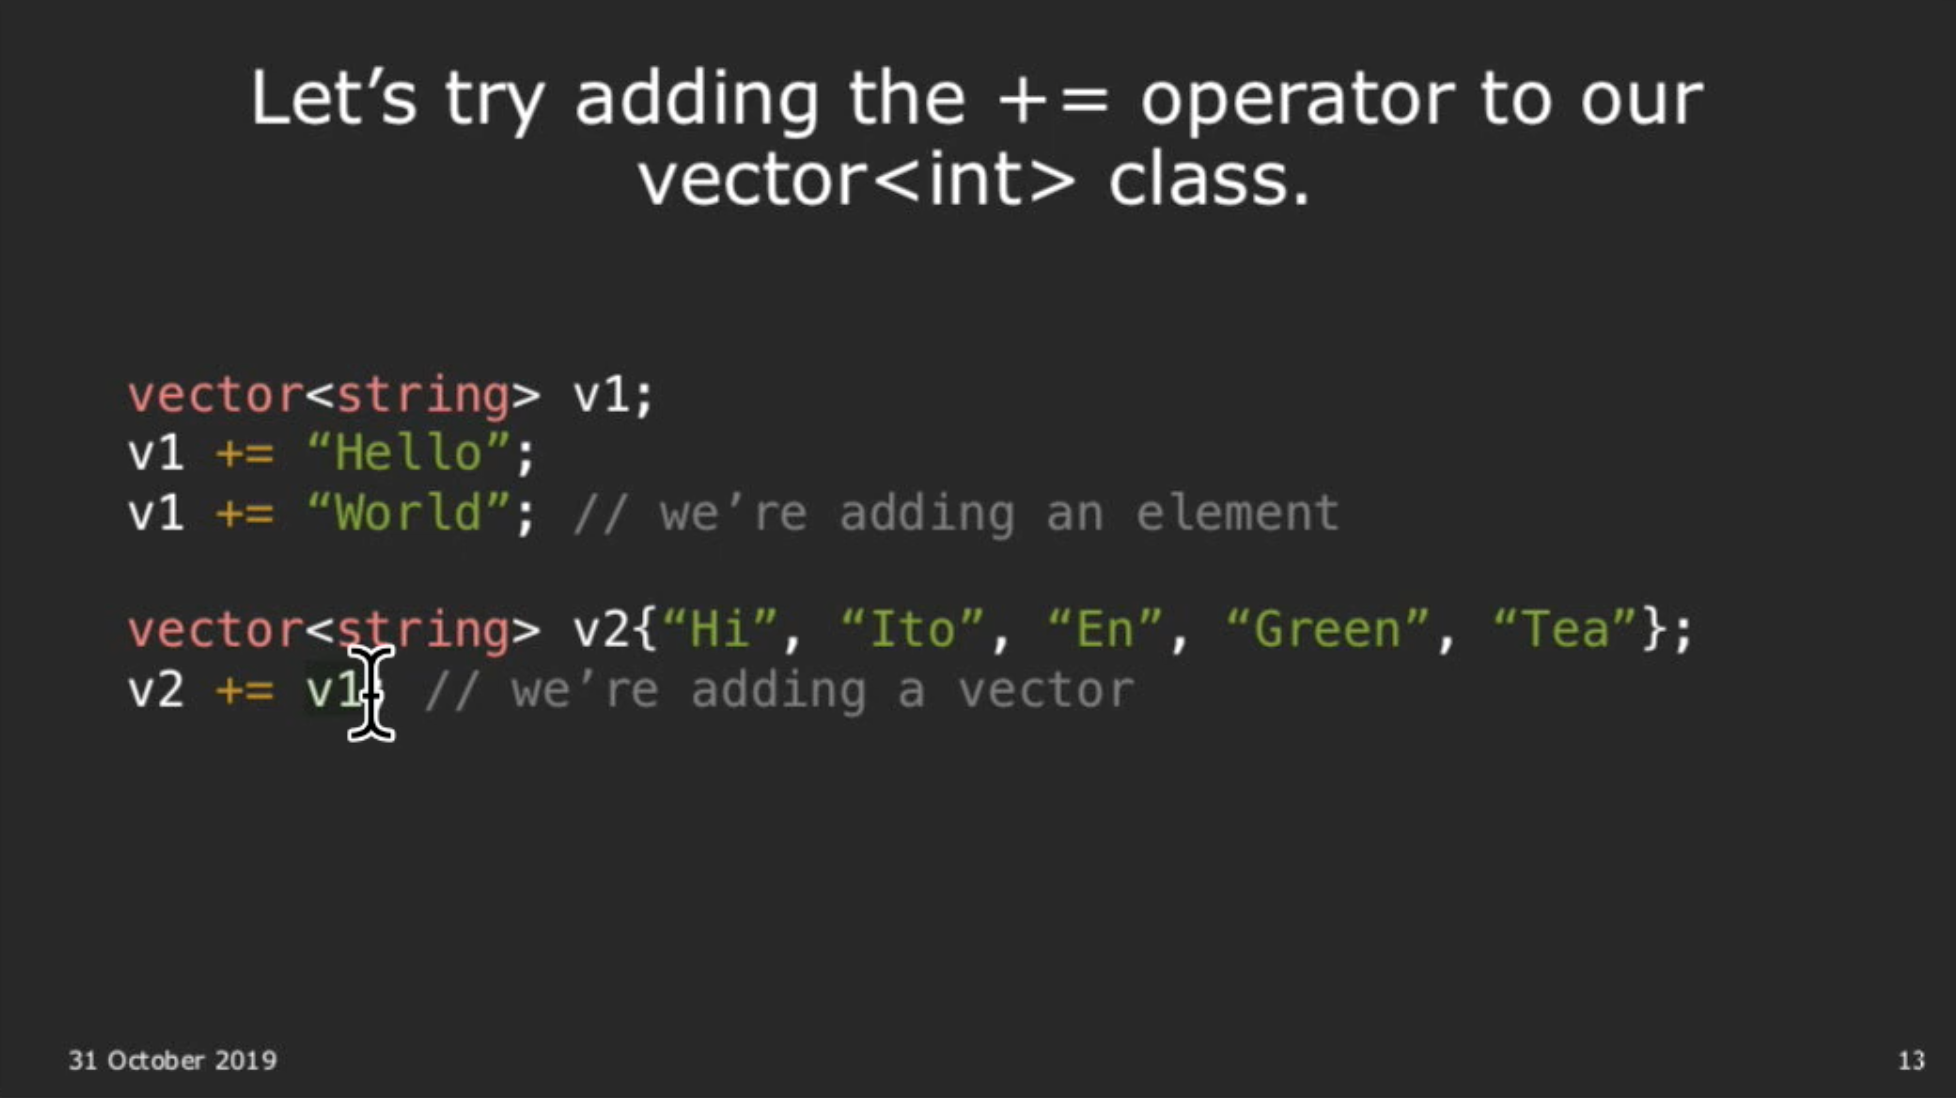 Let’s try adding the += operator to our
vector<int> class.
vector<string> v1;
v1 += “Hello”;
v1 += “World”; // we’re adding an element
vector<string> v2{“Hi”, “Ito”, “En”, “Green”, “Tea”};
v2 += v1; // we’re adding a vector
31 October 2019
13